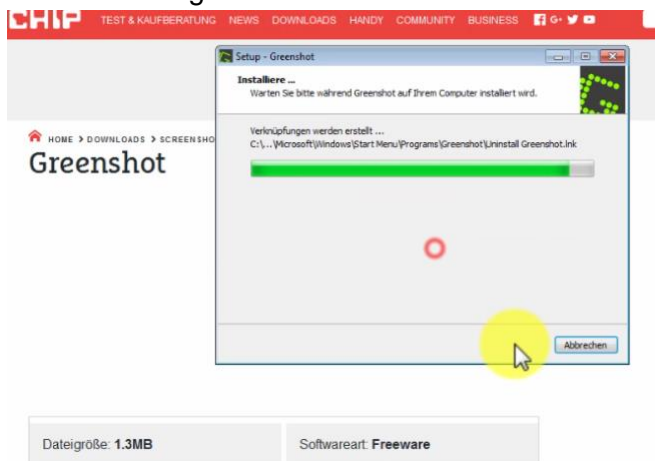 CHIP TEST & KAUFBERATUNG NEWS DOWNLOADS HANDY COMMUNITY BUSINESS
Setup - Greenshot
Installiere ...
Warten Sie bitte während Greenshot auf Ihrem Computer installiert wird.
Verknüpfungen werden erstellt ...
C:\...\Microsoft\Windows\Start Menu\Programs\Greenshot\Uninstall Greenshot.lnk
HOME > DOWNLOADS > SCREENSHO
Greenshot
Abbrechen
Dateigröße: 1.3MB Softwareart: Freeware